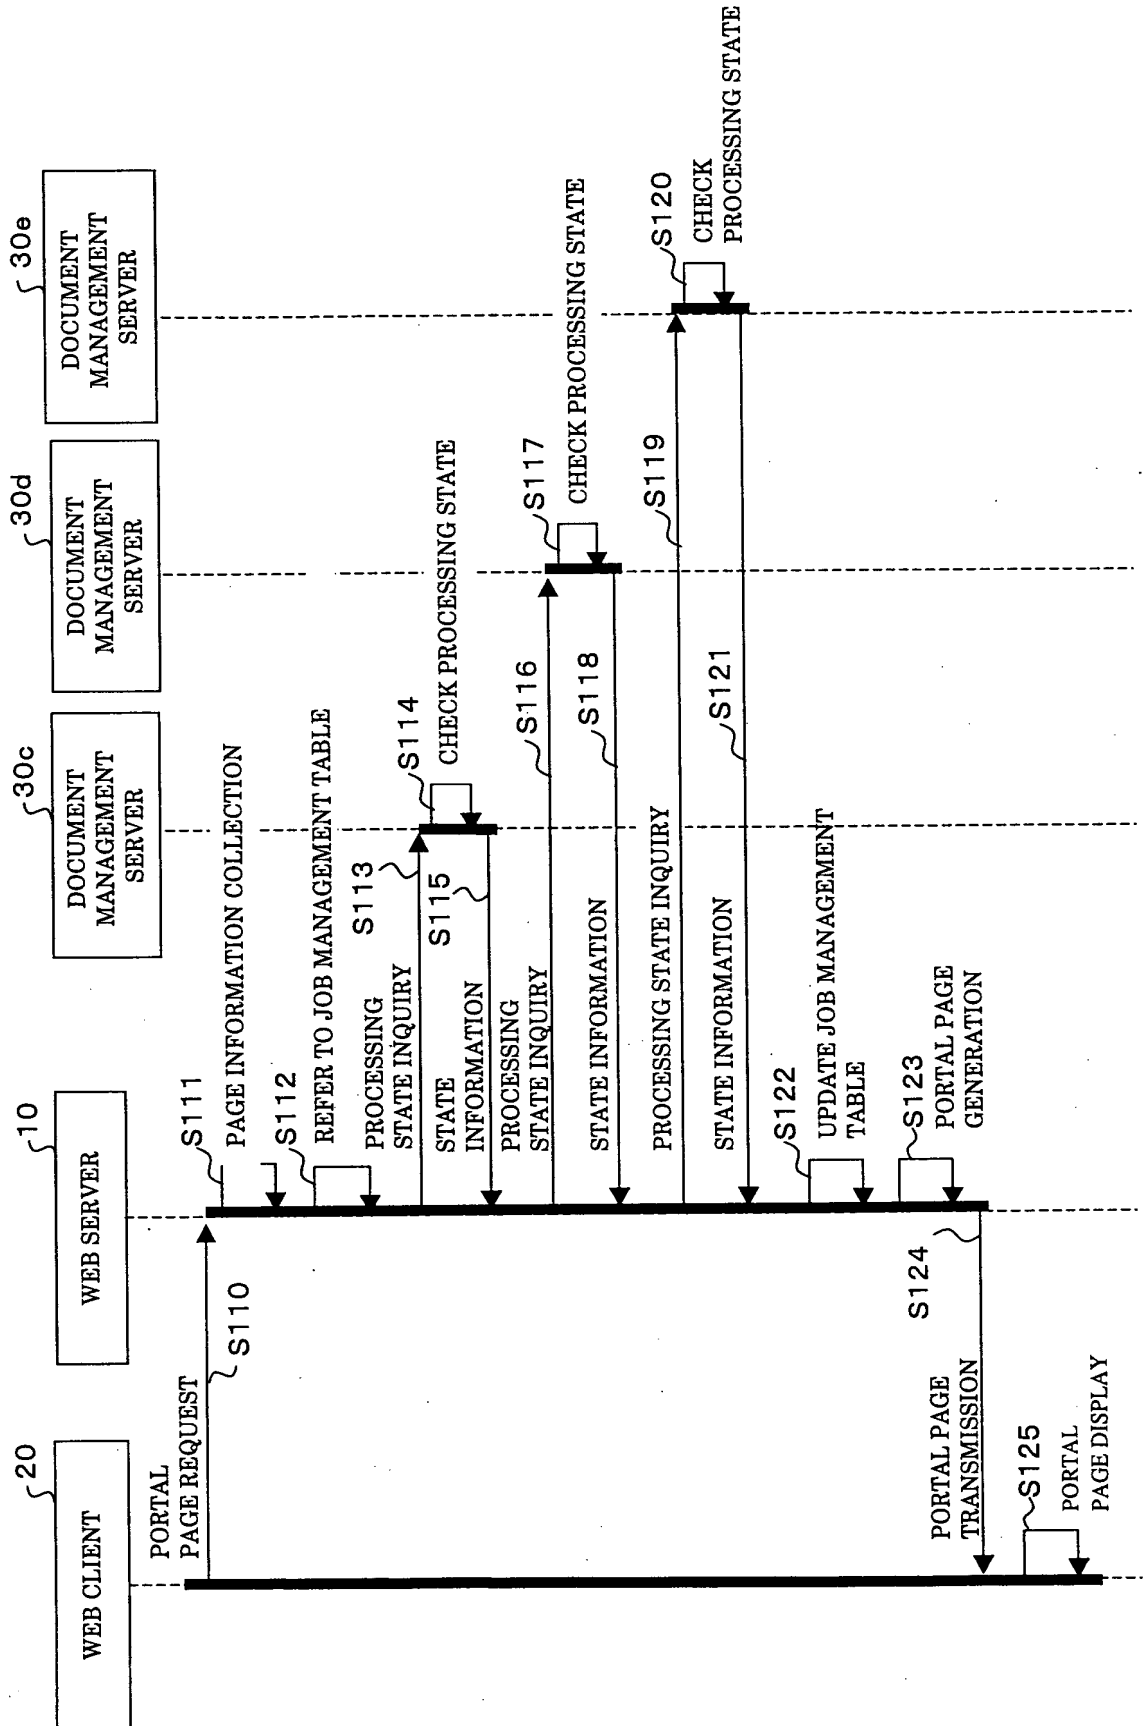 20
WEB CLIENT
10
WEB SERVER
30c
DOCUMENT
MANAGEMENT
SERVER
30d
DOCUMENT
MANAGEMENT
SERVER
30e
DOCUMENT
MANAGEMENT
SERVER
PORTAL
PAGE REQUEST
S110
S111
PAGE INFORMATION COLLECTION
S112
REFER TO JOB MANAGEMENT TABLE
PROCESSING
STATE INQUIRY
S113
S114
CHECK PROCESSING STATE
STATE
INFORMATION
S115
PROCESSING
STATE INQUIRY
S116
S117
CHECK PROCESSING STATE
STATE INFORMATION
S118
PROCESSING STATE INQUIRY
S119
S120
CHECK
PROCESSING STATE
STATE INFORMATION
S121
S122
UPDATE JOB MANAGEMENT
TABLE
S123
PORTAL PAGE
GENERATION
S124
PORTAL PAGE
TRANSMISSION
S125
PORTAL
PAGE DISPLAY